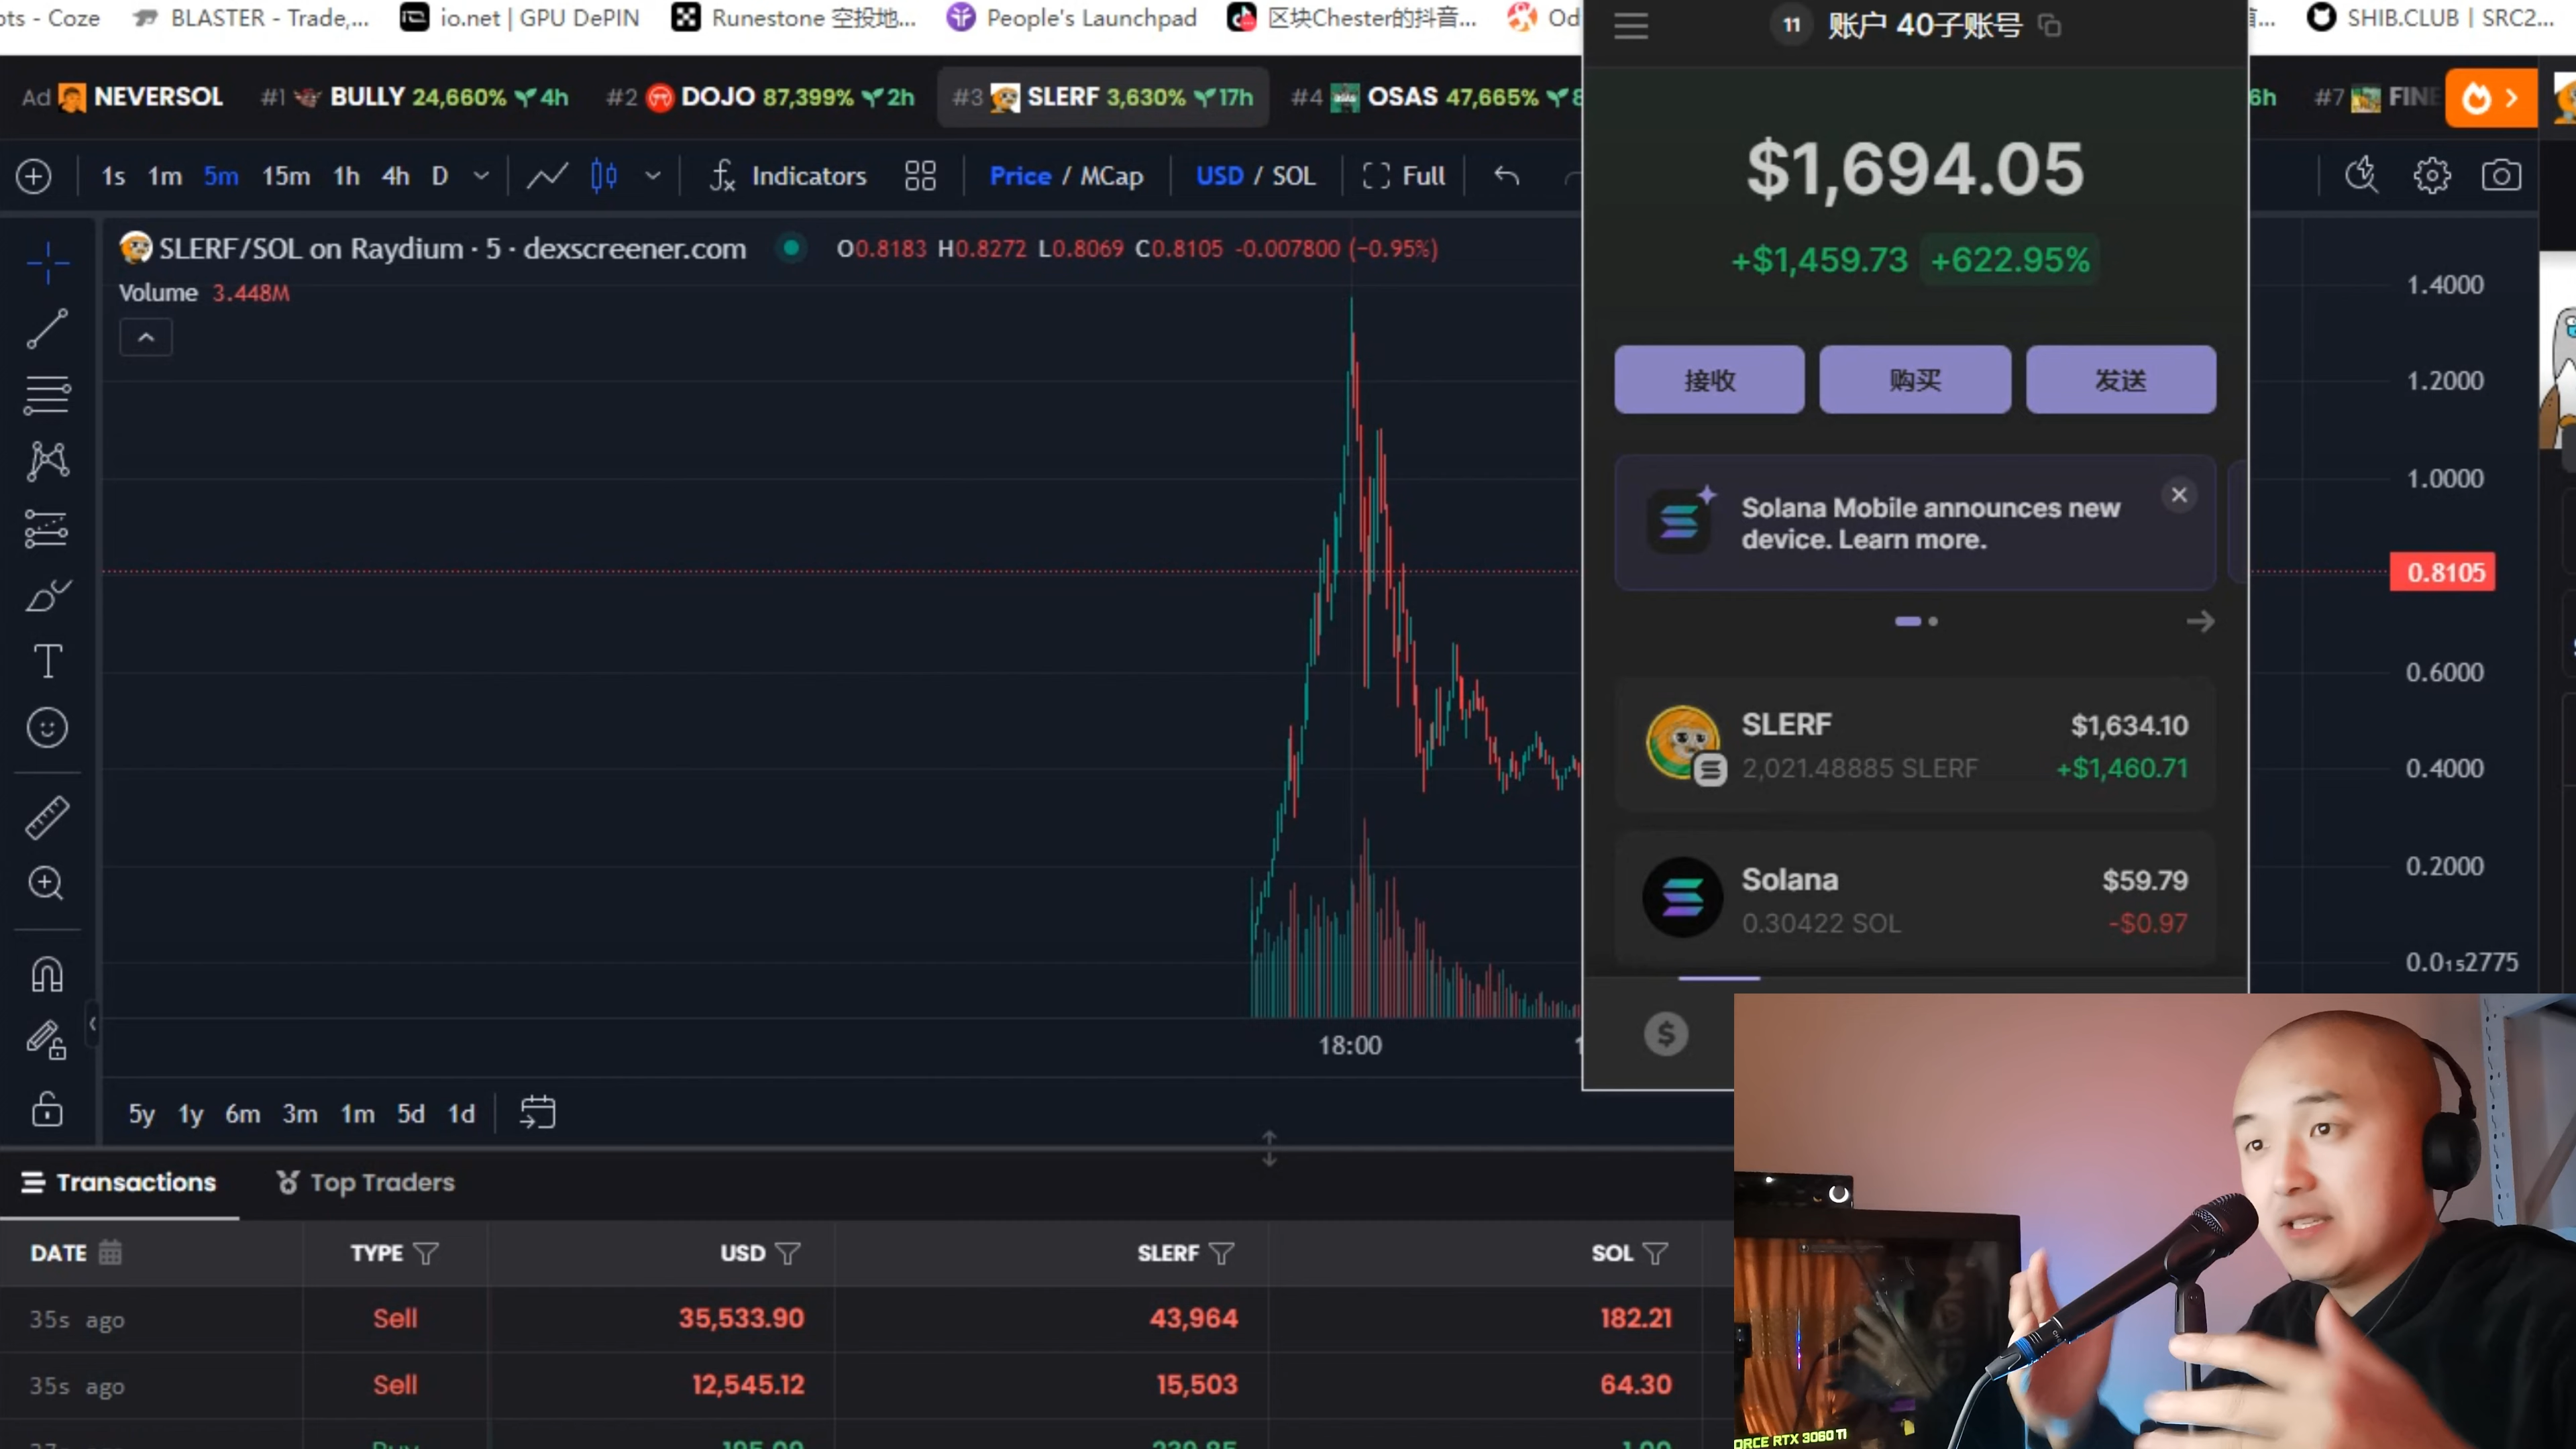 ots - Coze BLASTER - Trade,... io.net | GPU DePIN Runestone 空投地... People's Launchpad 区块Chester的抖音... Od SHIB.CLUB | SRC2...
Ad NEVERSOL #1 BULLY 24,660% 4h #2 DOJO 87,399% 2h #3 SLERF 3,630% 17h #4 OSAS 47,665% 8 6h #7 FINE
1s 1m 5m 15m 1h 4h D Indicators Price / MCap USD / SOL Full
SLERF/SOL on Raydium · 5 · dexscreener.com O0.8183 H0.8272 L0.8069 C0.8105 -0.007800 (−0.95%)
Volume 3.448M
1.4000
1.2000
1.0000
0.8105
0.6000
0.4000
0.2000
0.0₁₅2775
18:00
5y 1y 6m 3m 1m 5d 1d
11 账户 40子账号
$1,694.05
+$1,459.73 +622.95%
接收 购买 发送
Solana Mobile announces new
device. Learn more.
SLERF $1,634.10
2,021.48885 SLERF +$1,460.71
Solana $59.79
0.30422 SOL -$0.97
Transactions Top Traders
DATE TYPE USD SLERF SOL
35s ago Sell 35,533.90 43,964 182.21
35s ago Sell 12,545.12 15,503 64.30
ORCE RTX 3060 TI